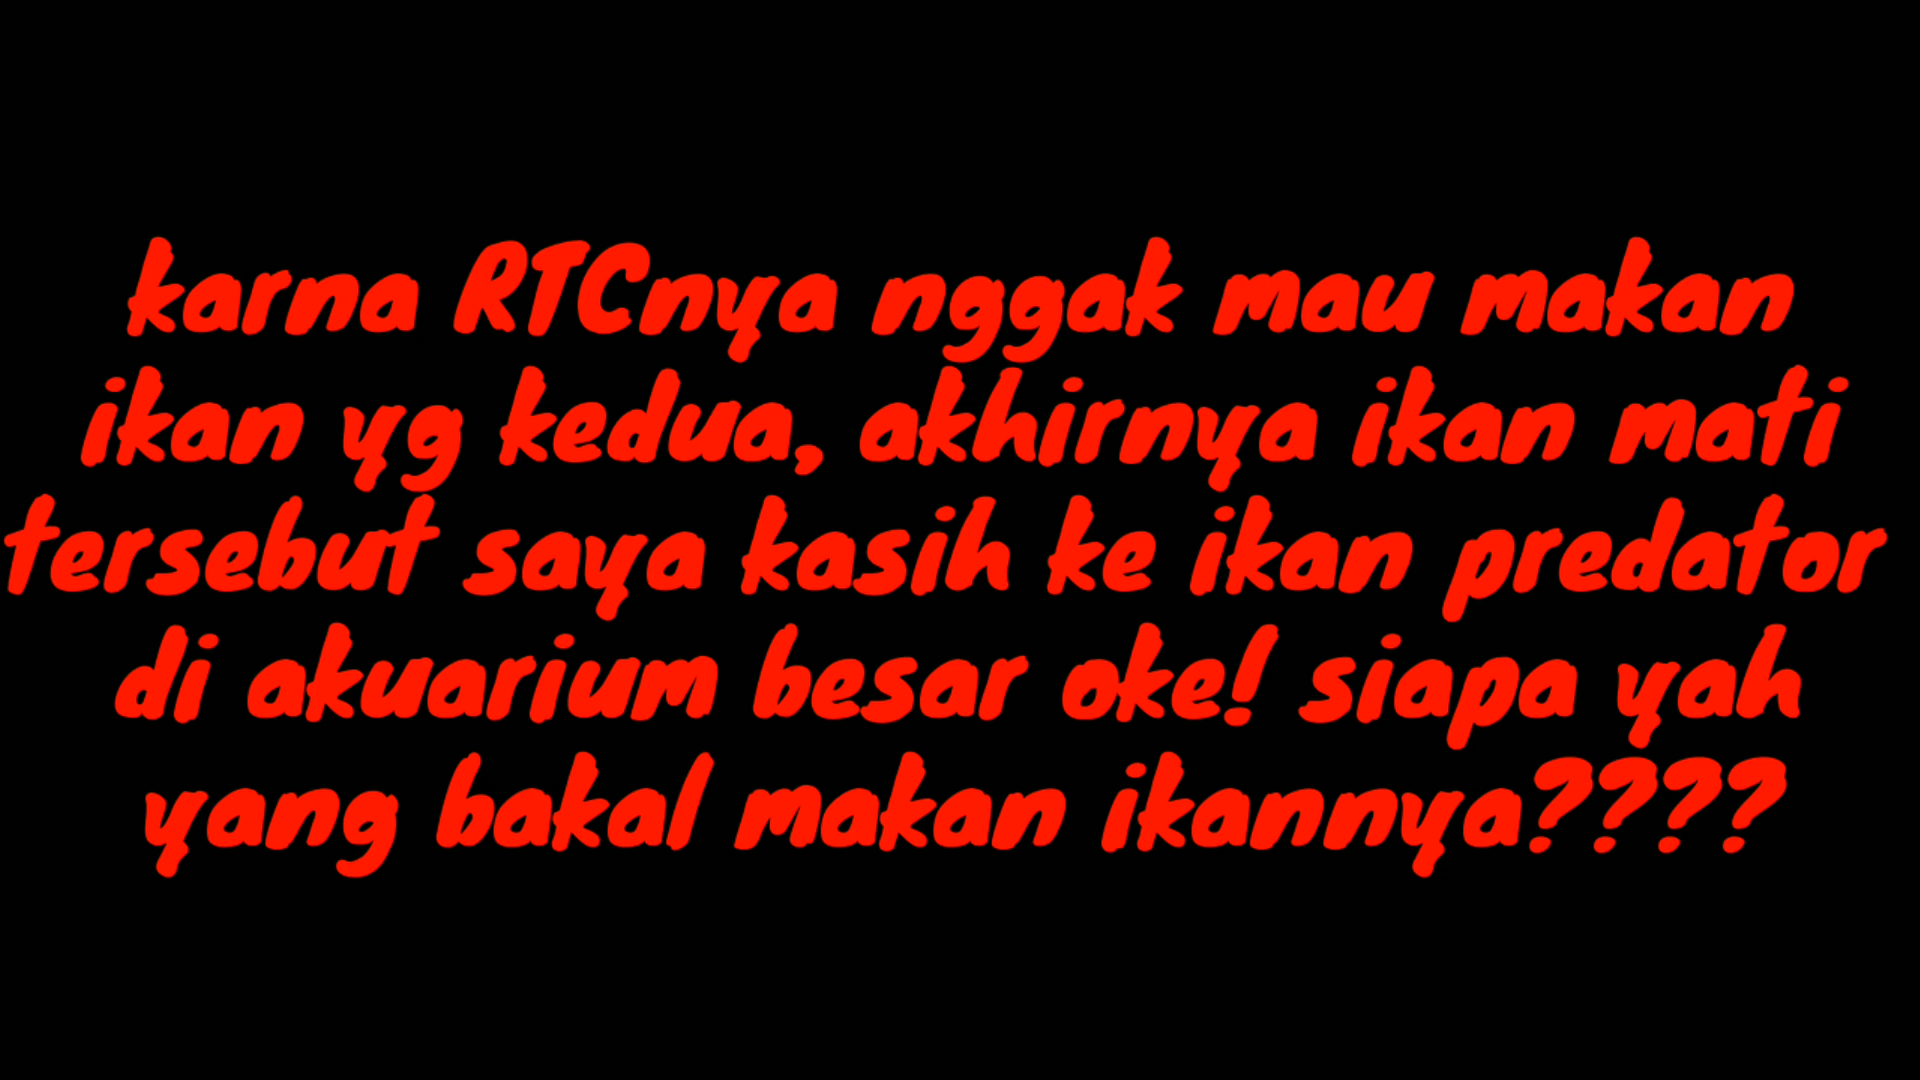 karna RTCnya nggak mau makan
ikan yg kedua, akhirnya ikan mati
tersebut saya kasih ke ikan predator
di akuarium besar oke! siapa yah
yang bakal makan ikannya????